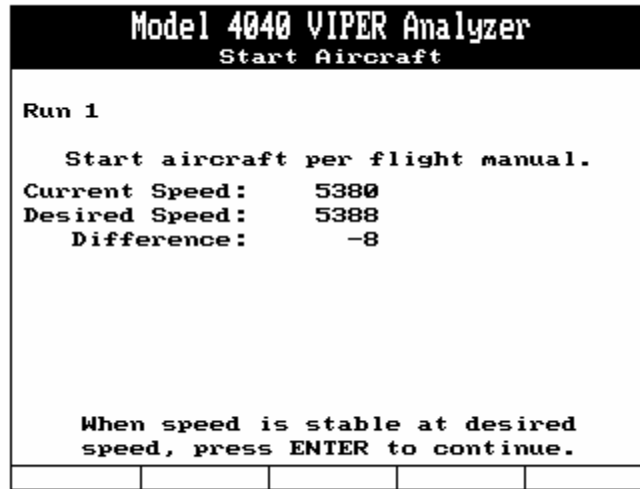 Model 4040 VIPER Analyzer
Start Aircraft
Run 1
Start aircraft per flight manual.
Current Speed: 5380
Desired Speed: 5388
Difference: -8
When speed is stable at desired
speed, press ENTER to continue.